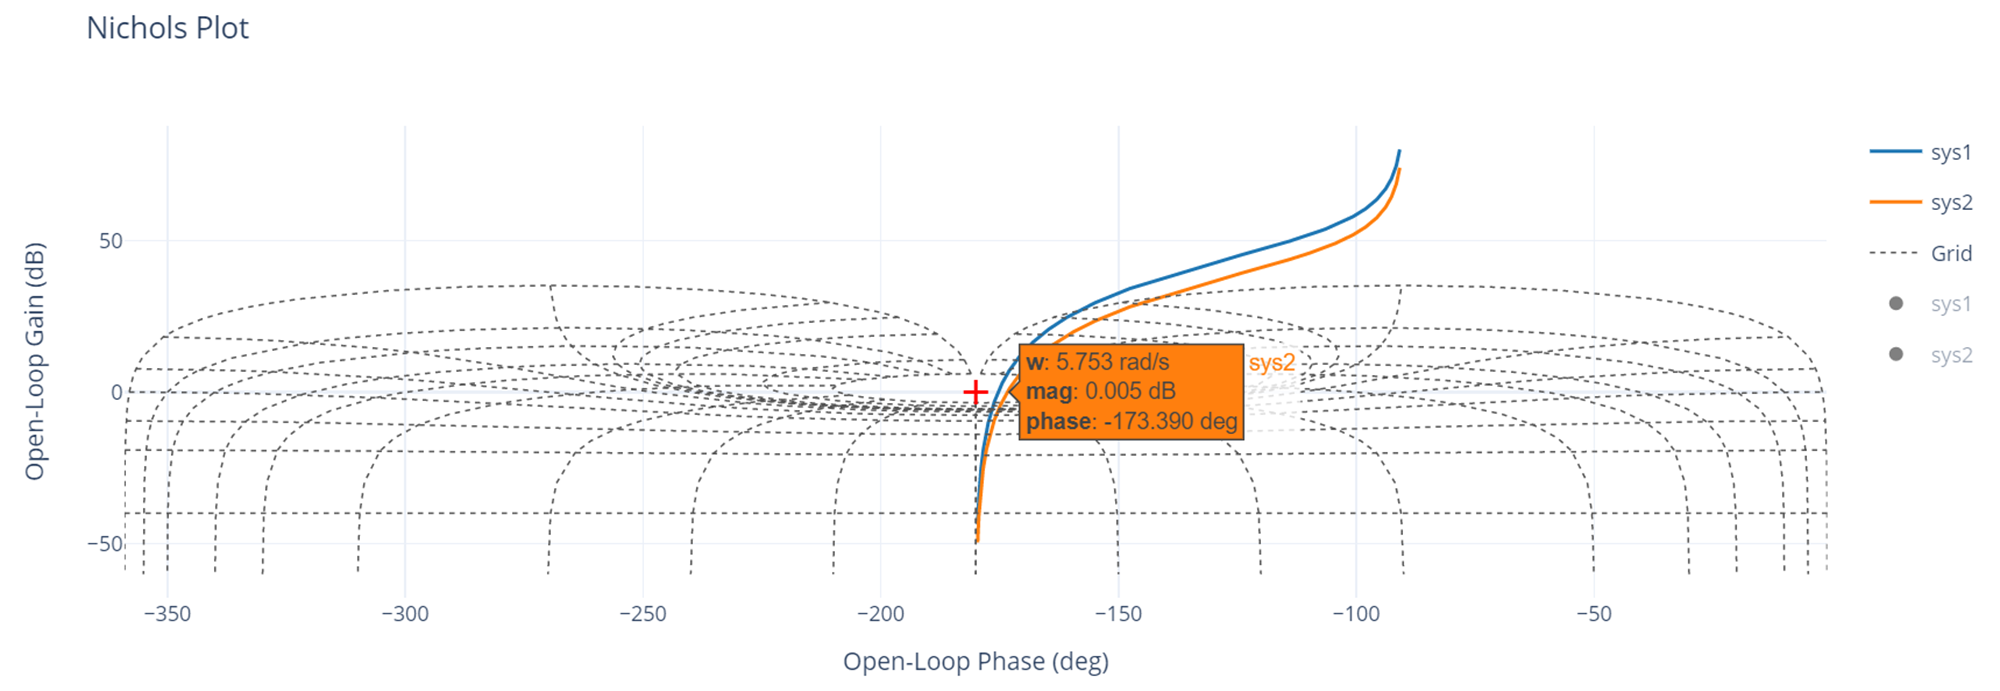 Nichols Plot
Open-Loop Gain (dB)
50
0
−50
−350
−300
−250
−200
−150
−100
−50
Open-Loop Phase (deg)
w: 5.753 rad/s
mag: 0.005 dB
phase: -173.390 deg
sys2
sys1
sys2
Grid
sys1
sys2